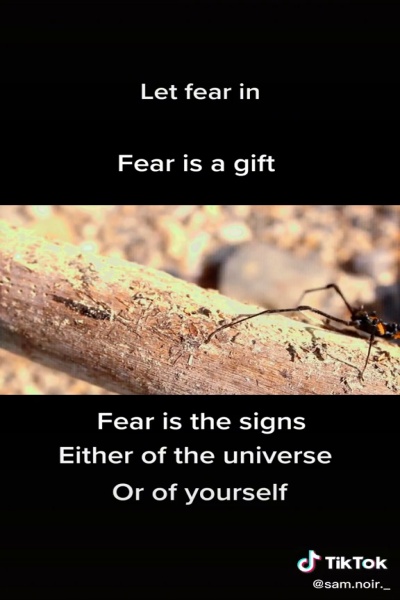 Let fear in
Fear is a gift
Fear is the signs
Either of the universe
Or of yourself
TikTok
@sam.noir._